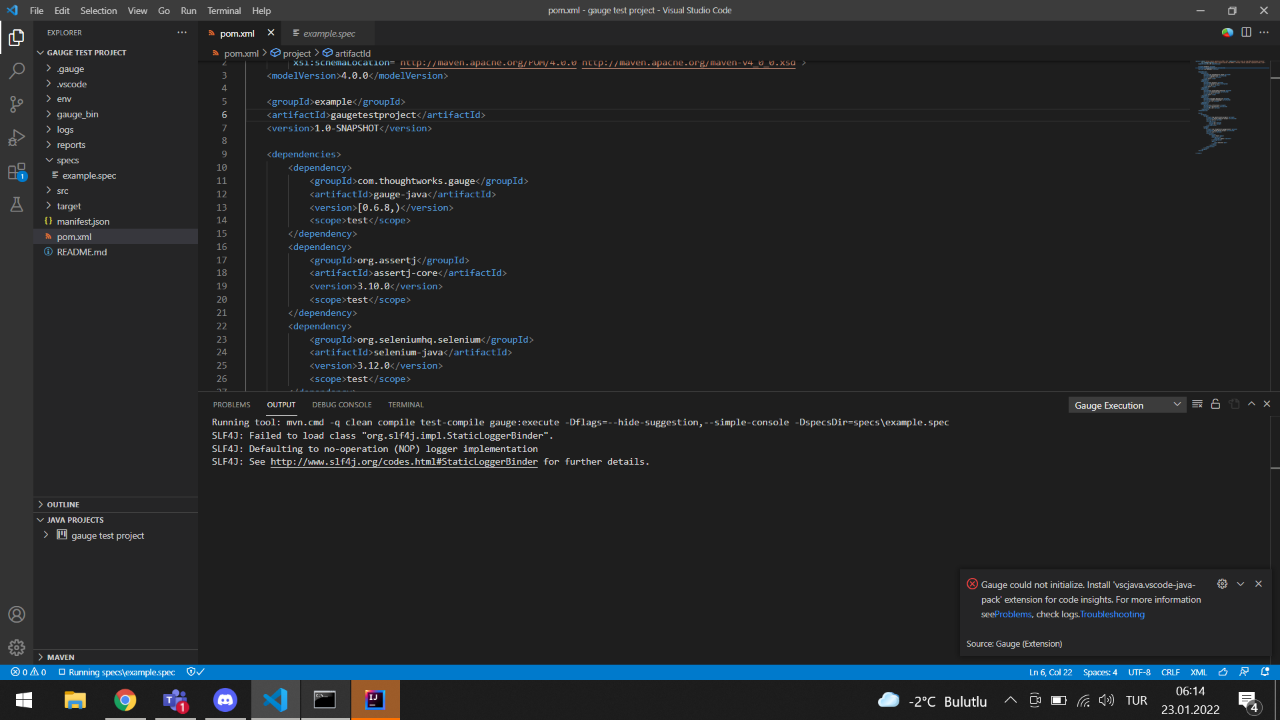 File Edit Selection View Go Run Terminal Help
pom.xml - gauge test project - Visual Studio Code
EXPLORER
GAUGE TEST PROJECT
.gauge
.vscode
env
gauge_bin
logs
reports
specs
example.spec
src
target
manifest.json
pom.xml
README.md
OUTLINE
JAVA PROJECTS
gauge test project
MAVEN
1
pom.xml
example.spec
pom.xml > project > artifactId
2 xsi:schemaLocation="http://maven.apache.org/POM/4.0.0 http://maven.apache.org/maven-v4_0_0.xsd">
3 <modelVersion>4.0.0</modelVersion>
4
5 <groupId>example</groupId>
6 <artifactId>gaugetestproject</artifactId>
7 <version>1.0-SNAPSHOT</version>
8
9 <dependencies>
10 <dependency>
11 <groupId>com.thoughtworks.gauge</groupId>
12 <artifactId>gauge-java</artifactId>
13 <version>[0.6.8,)</version>
14 <scope>test</scope>
15 </dependency>
16 <dependency>
17 <groupId>org.assertj</groupId>
18 <artifactId>assertj-core</artifactId>
19 <version>3.10.0</version>
20 <scope>test</scope>
21 </dependency>
22 <dependency>
23 <groupId>org.seleniumhq.selenium</groupId>
24 <artifactId>selenium-java</artifactId>
25 <version>3.12.0</version>
26 <scope>test</scope>
27 </dependency>
PROBLEMS OUTPUT DEBUG CONSOLE TERMINAL
Gauge Execution
Running tool: mvn.cmd -q clean compile test-compile gauge:execute -Dflags=--hide-suggestion,--simple-console -DspecsDir=specs\example.spec
SLF4J: Failed to load class "org.slf4j.impl.StaticLoggerBinder".
SLF4J: Defaulting to no-operation (NOP) logger implementation
SLF4J: See http://www.slf4j.org/codes.html#StaticLoggerBinder for further details.
Gauge could not initialize. Install 'vscjava.vscode-java-
pack' extension for code insights. For more information
seeProblems, check logs.Troubleshooting
Source: Gauge (Extension)
0 0 Running specs\example.spec
Ln 6, Col 22 Spaces: 4 UTF-8 CRLF XML
1
IJ
-2°C Bulutlu
TUR
06:14
23.01.2022
4